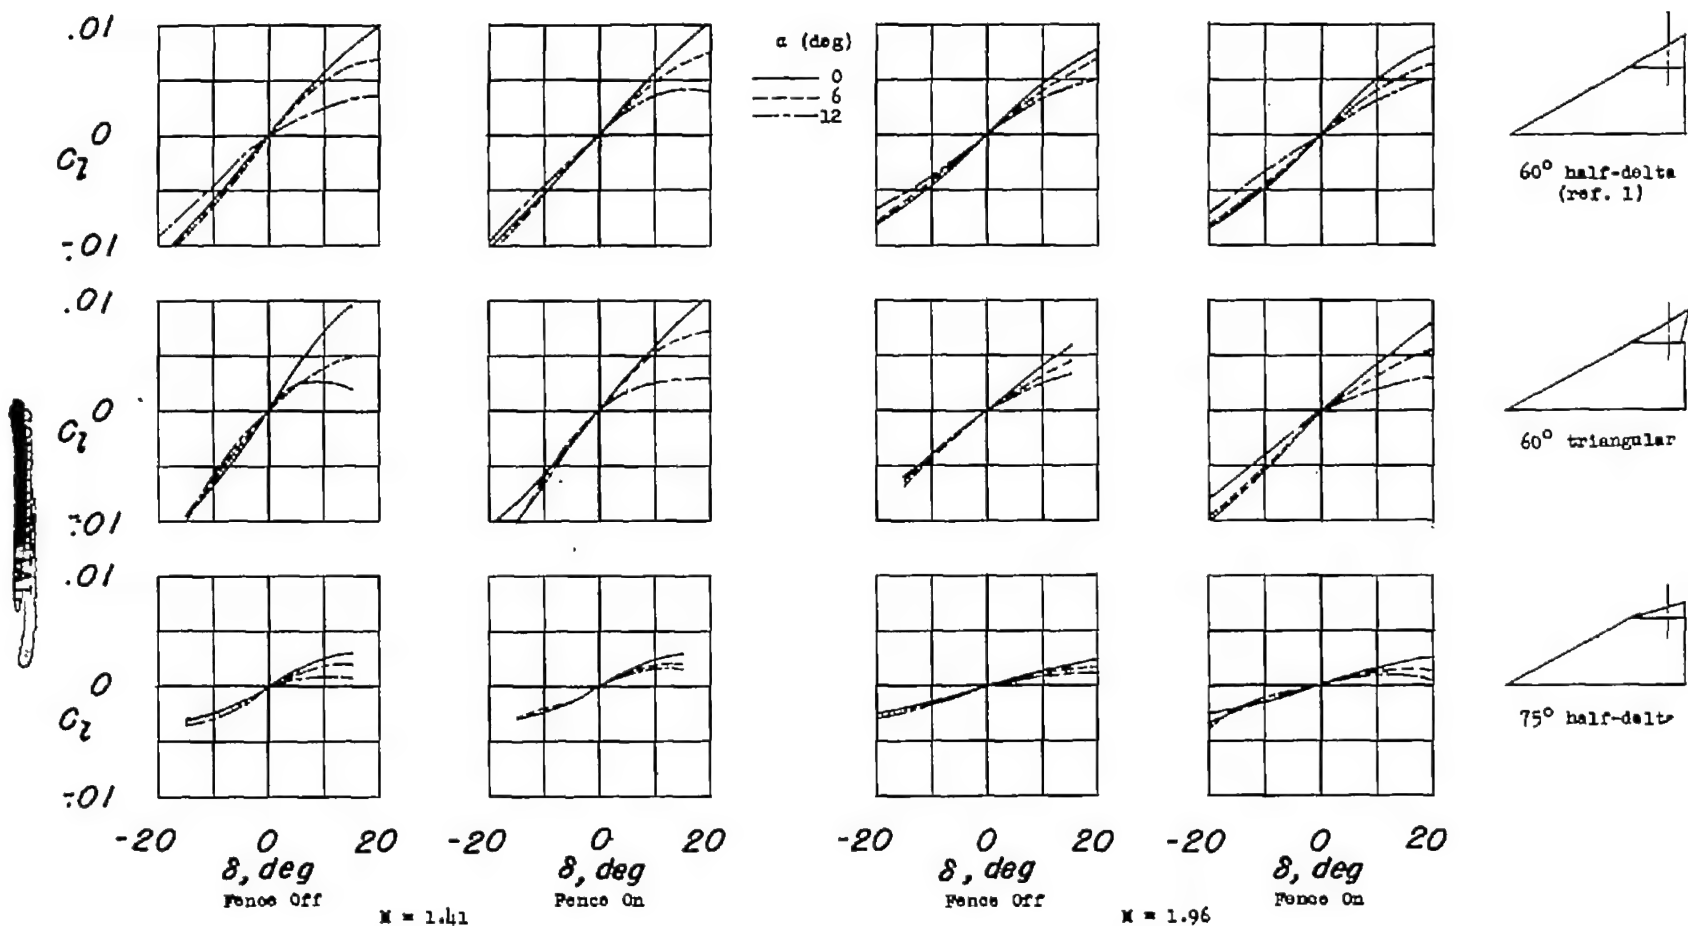 .01
0
C_l
-.01
α (deg)
0
6
12
60° half-delta
(ref. 1)
.01
0
C_l
-.01
60° triangular
.01
0
C_l
-.01
75° half-delta
-20 0 20 -20 0 20 -20 0 20 -20 0 20
δ, deg δ, deg δ, deg δ, deg
Fence Off Fence On Fence Off Fence On
M = 1.41 M = 1.96